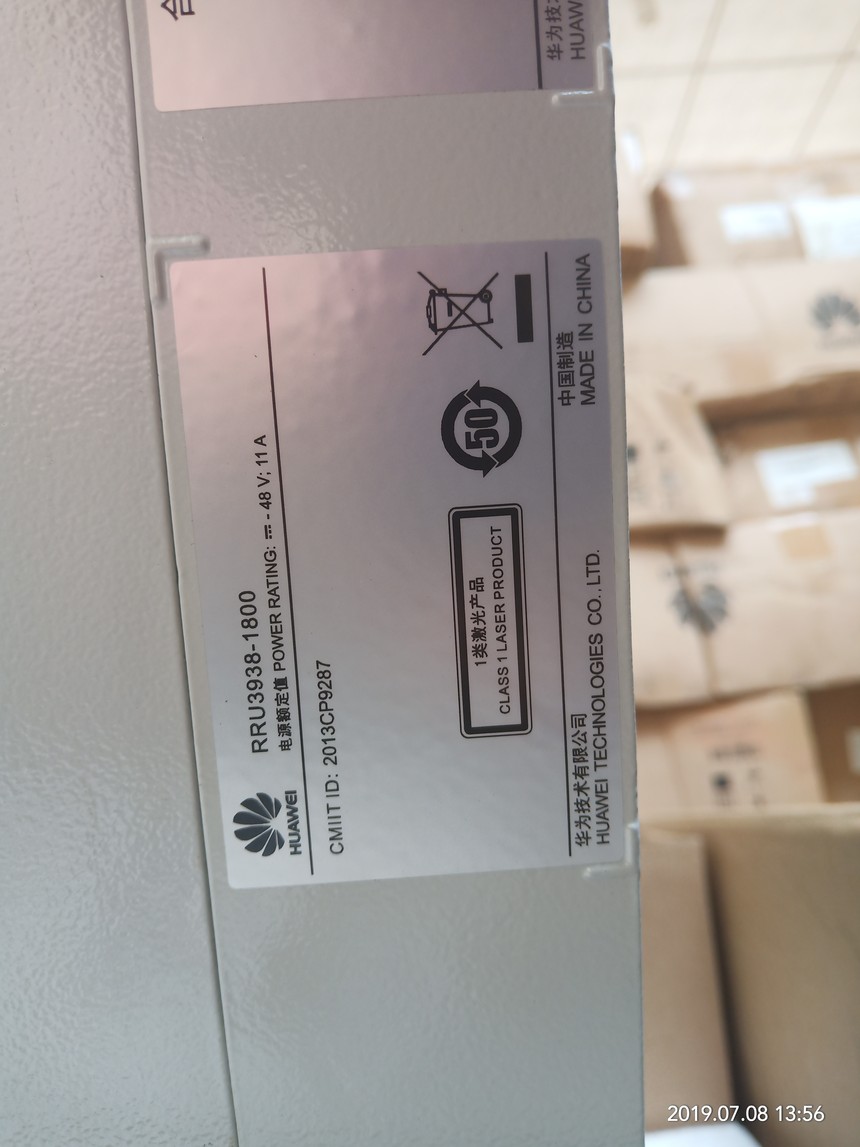 合
华为技
HUAW
HUAWEI
RRU3938-1800
电源额定值 POWER RATING: ⎓ - 48 V; 11 A
CMIIT ID: 2013CP9287
1类激光产品
CLASS 1 LASER PRODUCT
50
华为技术有限公司
中国制造
HUAWEI TECHNOLOGIES CO., LTD.
MADE IN CHINA
2019.07.08 13:56